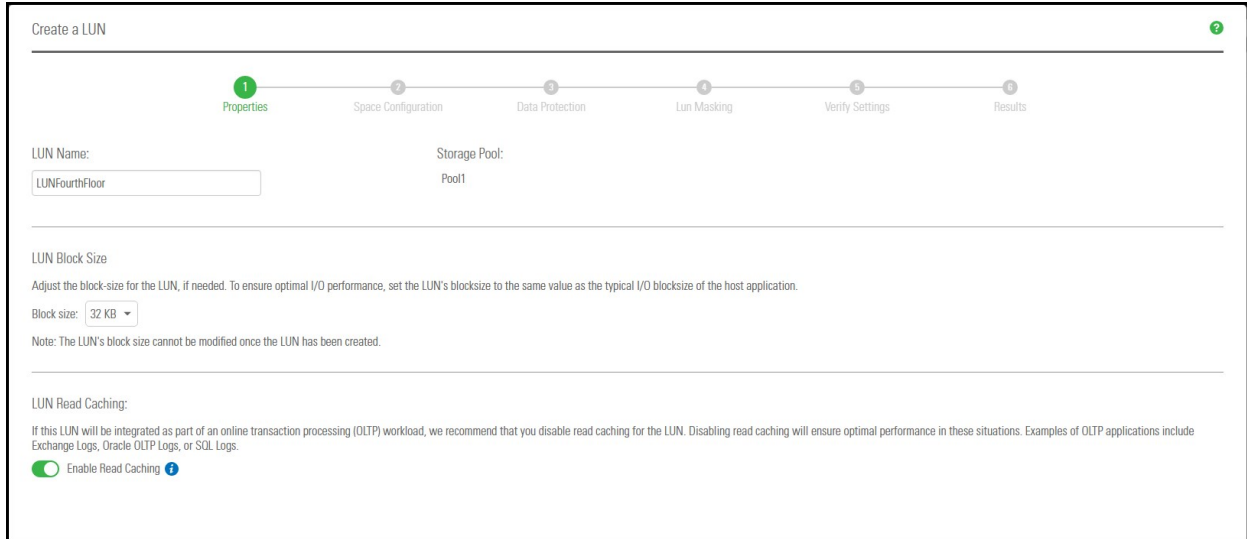 Create a LUN
?
1
2
3
4
5
6
Properties
Space Configuration
Data Protection
Lun Masking
Verify Settings
Results
LUN Name:
Storage Pool:
LUNFourthFloor
Pool1
LUN Block Size
Adjust the block-size for the LUN, if needed. To ensure optimal I/O performance, set the LUN's blocksize to the same value as the typical I/O blocksize of the host application.
Block size: 32 KB
Note: The LUN's block size cannot be modified once the LUN has been created.
LUN Read Caching:
If this LUN will be integrated as part of an online transaction processing (OLTP) workload, we recommend that you disable read caching for the LUN. Disabling read caching will ensure optimal performance in these situations. Examples of OLTP applications include
Exchange Logs, Oracle OLTP Logs, or SQL Logs.
Enable Read Caching i